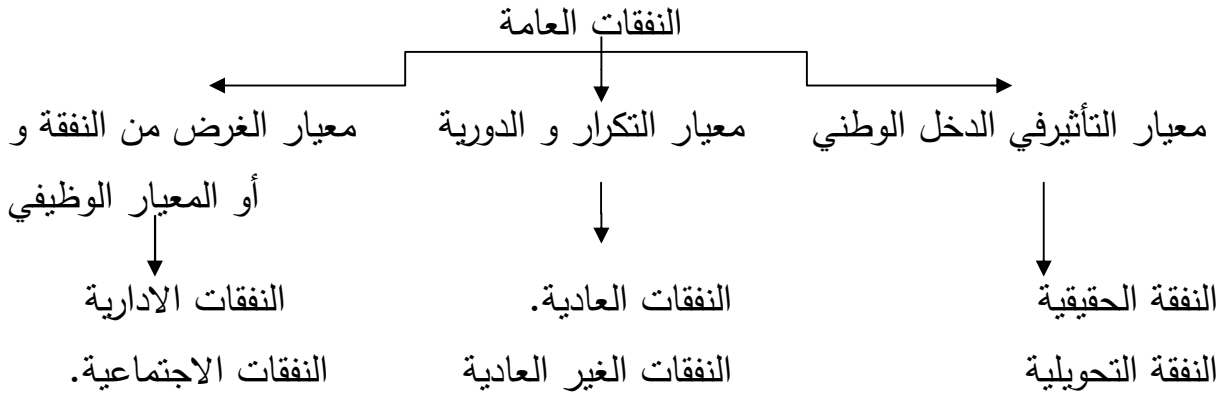 النفقات العامة
معيار التأثيرفي الدخل الوطني معيار التكرار و الدورية معيار الغرض من النفقة و
أو المعيار الوظيفي
النفقة الحقيقية النفقات العادية. النفقات الادارية
النفقة التحويلية النفقات الغير العادية النفقات الاجتماعية.